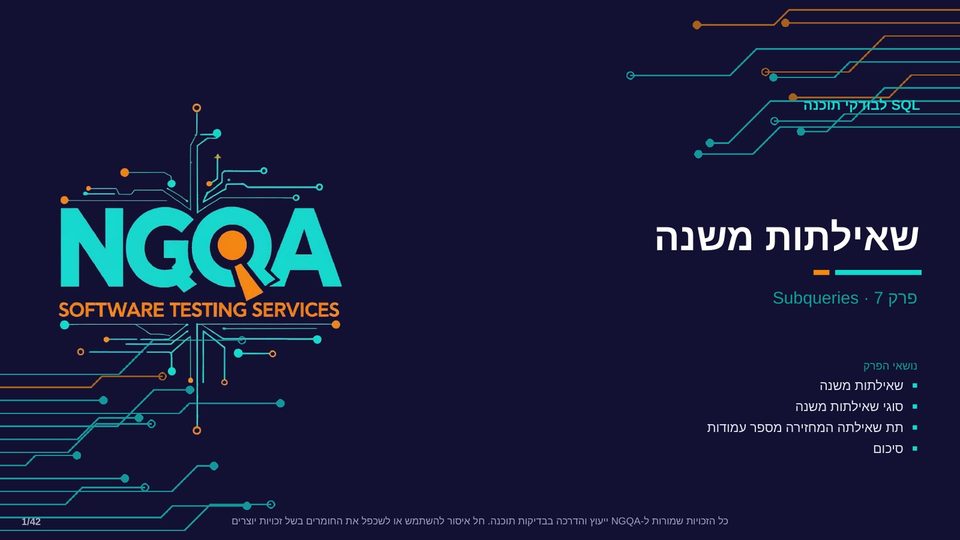 SQL לבודקי תוכנה
NGQA
SOFTWARE TESTING SERVICES
שאילתות משנה
פרק 7 · Subqueries
נושאי הפרק
שאילתות משנה
סוגי שאילתות משנה
תת שאילתה המחזירה מספר עמודות
סיכום
כל הזכויות שמורות ל-NGQA ייעוץ והדרכה בבדיקות תוכנה. חל איסור להשתמש או לשכפל את החומרים בשל זכויות יוצרים
1/42